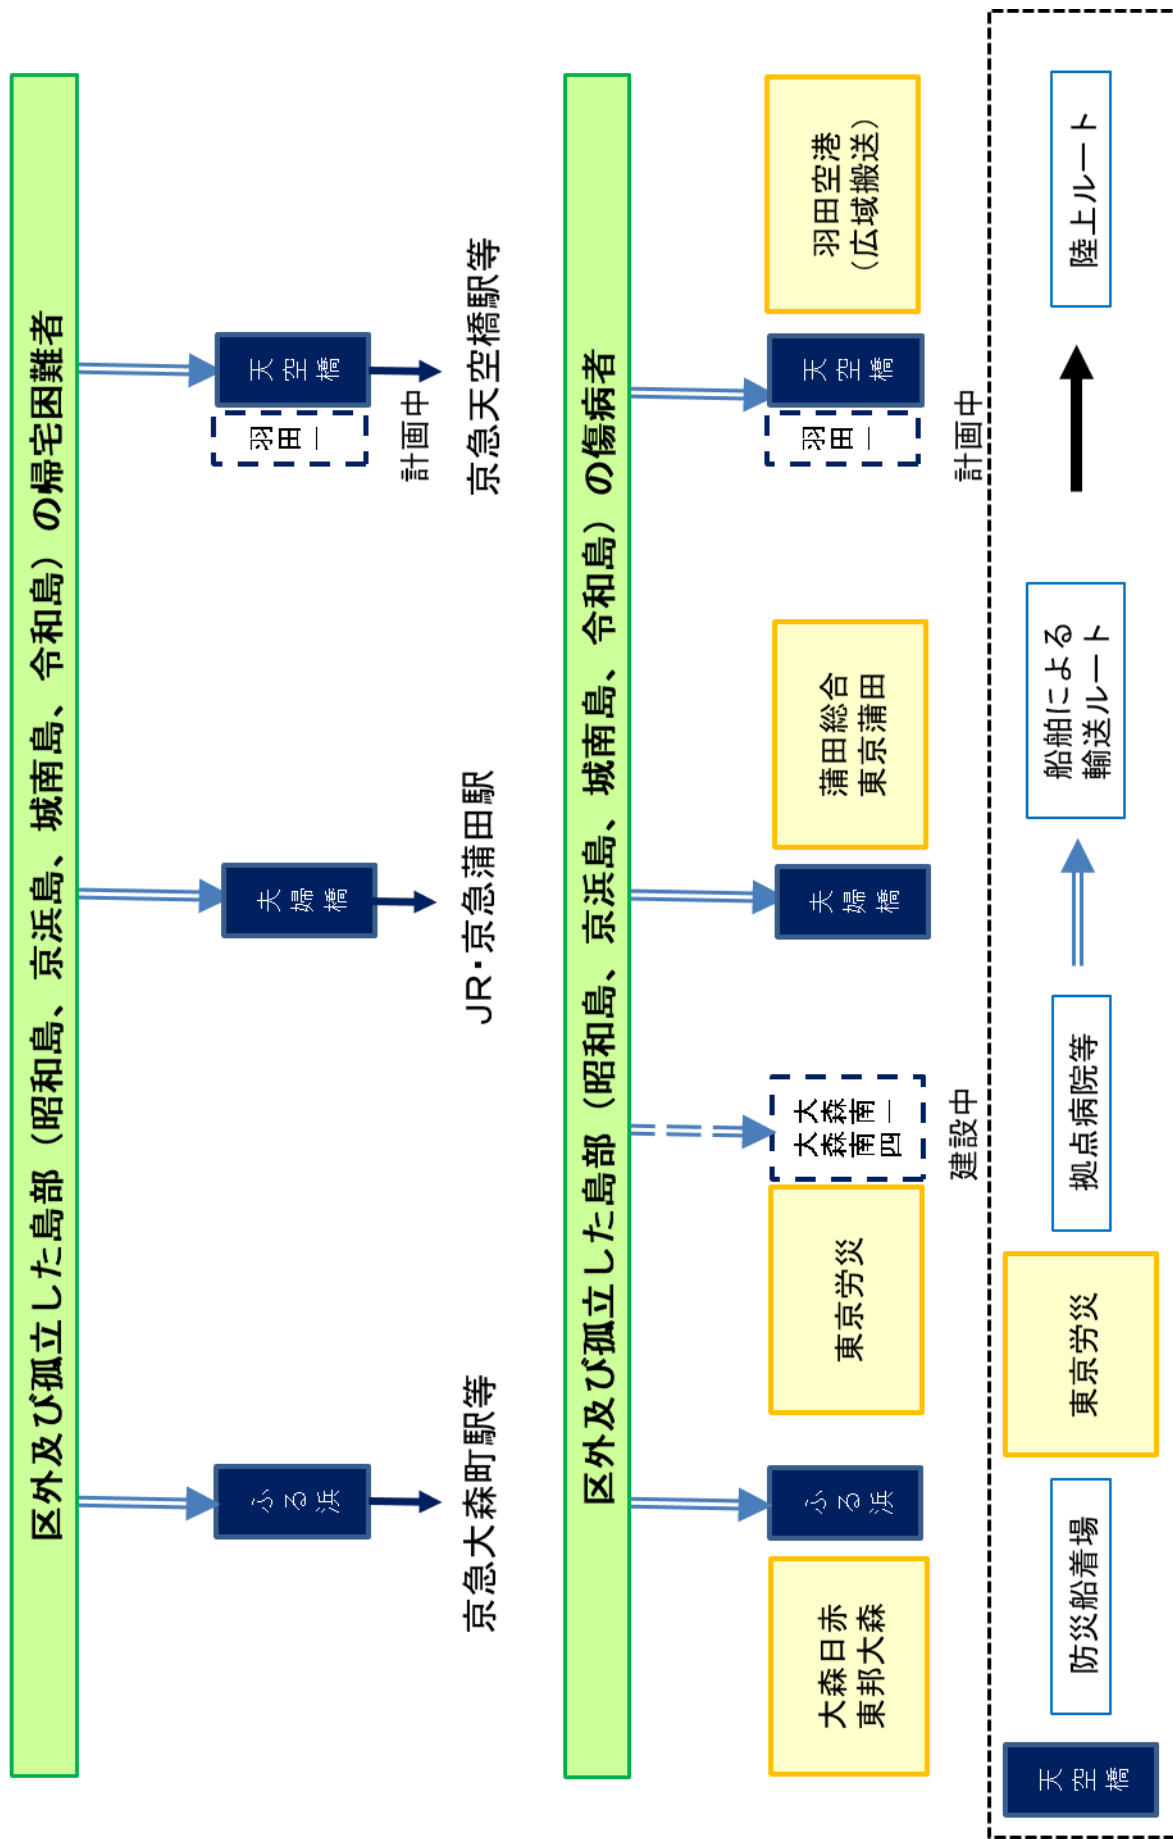 区外及び孤立した島部（昭和島、京浜島、城南島、令和島）の帰宅困難者
ふる浜
夫婦橋
羽田一
天空橋
計画中
京急大森町駅等
JR・京急蒲田駅
京急天空橋駅等
区外及び孤立した島部（昭和島、京浜島、城南島、令和島）の傷病者
大森日赤
東邦大森
ふる浜
東京労災
大森南一
大森南四
夫婦橋
蒲田総合
東京蒲田
羽田一
天空橋
羽田空港
（広域搬送）
建設中
計画中
天空橋
防災船着場
東京労災
拠点病院等
船舶による
輸送ルート
陸上ルート